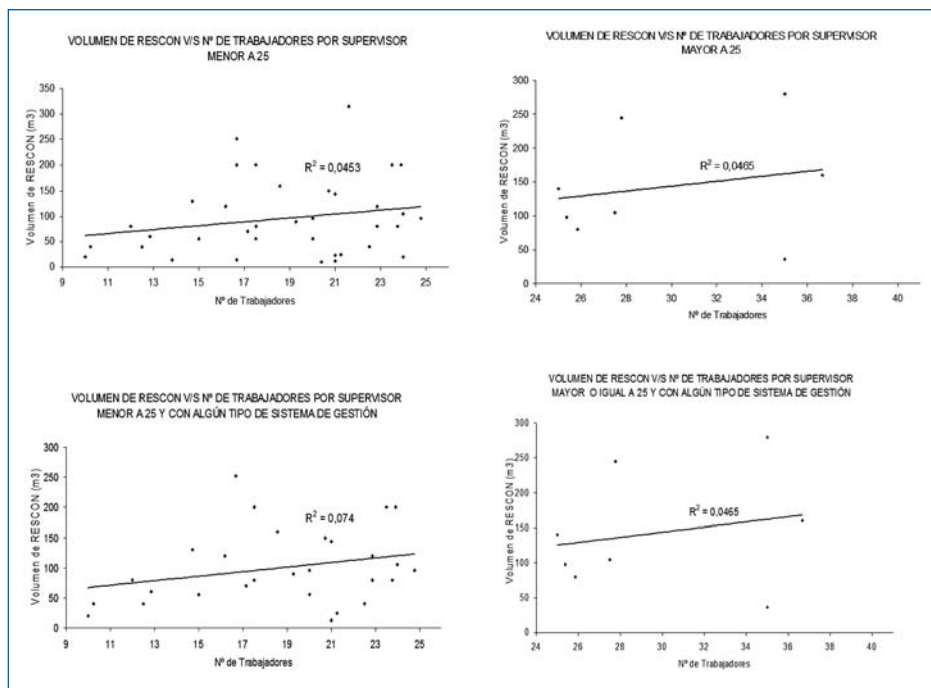 VOLUMEN DE RESCON V/S Nº DE TRABAJADORES POR SUPERVISOR
MENOR A 25
Volumen de RESCON (m3)
350
300
250
200
150
100
50
0
R² = 0,0453
9 11 13 15 17 19 21 23 25
Nº de Trabajadores
VOLUMEN DE RESCON V/S Nº DE TRABAJADORES POR SUPERVISOR
MAYOR A 25
Volumen de RESCON (m3)
300
250
200
150
100
50
0
R² = 0,0465
24 26 28 30 32 34 36 38 40
Nº de Trabajadores
VOLUMEN DE RESCON V/S Nº DE TRABAJADORES POR SUPERVISOR
MENOR A 25 Y CON ALGÚN TIPO DE SISTEMA DE GESTIÓN
Volumen de RESCON (m3)
300
250
200
150
100
50
0
R² = 0,074
9 11 13 15 17 19 21 23 25
Nº de Trabajadores
VOLUMEN DE RESCON V/S Nº DE TRABAJADORES POR SUPERVISOR
MAYOR O IGUAL A 25 Y CON ALGÚN TIPO DE SISTEMA DE GESTIÓN
Volumen de RESCON (m3)
300
250
200
150
100
50
0
R² = 0,0465
24 26 28 30 32 34 36 38 40
Nº de Trabajadores